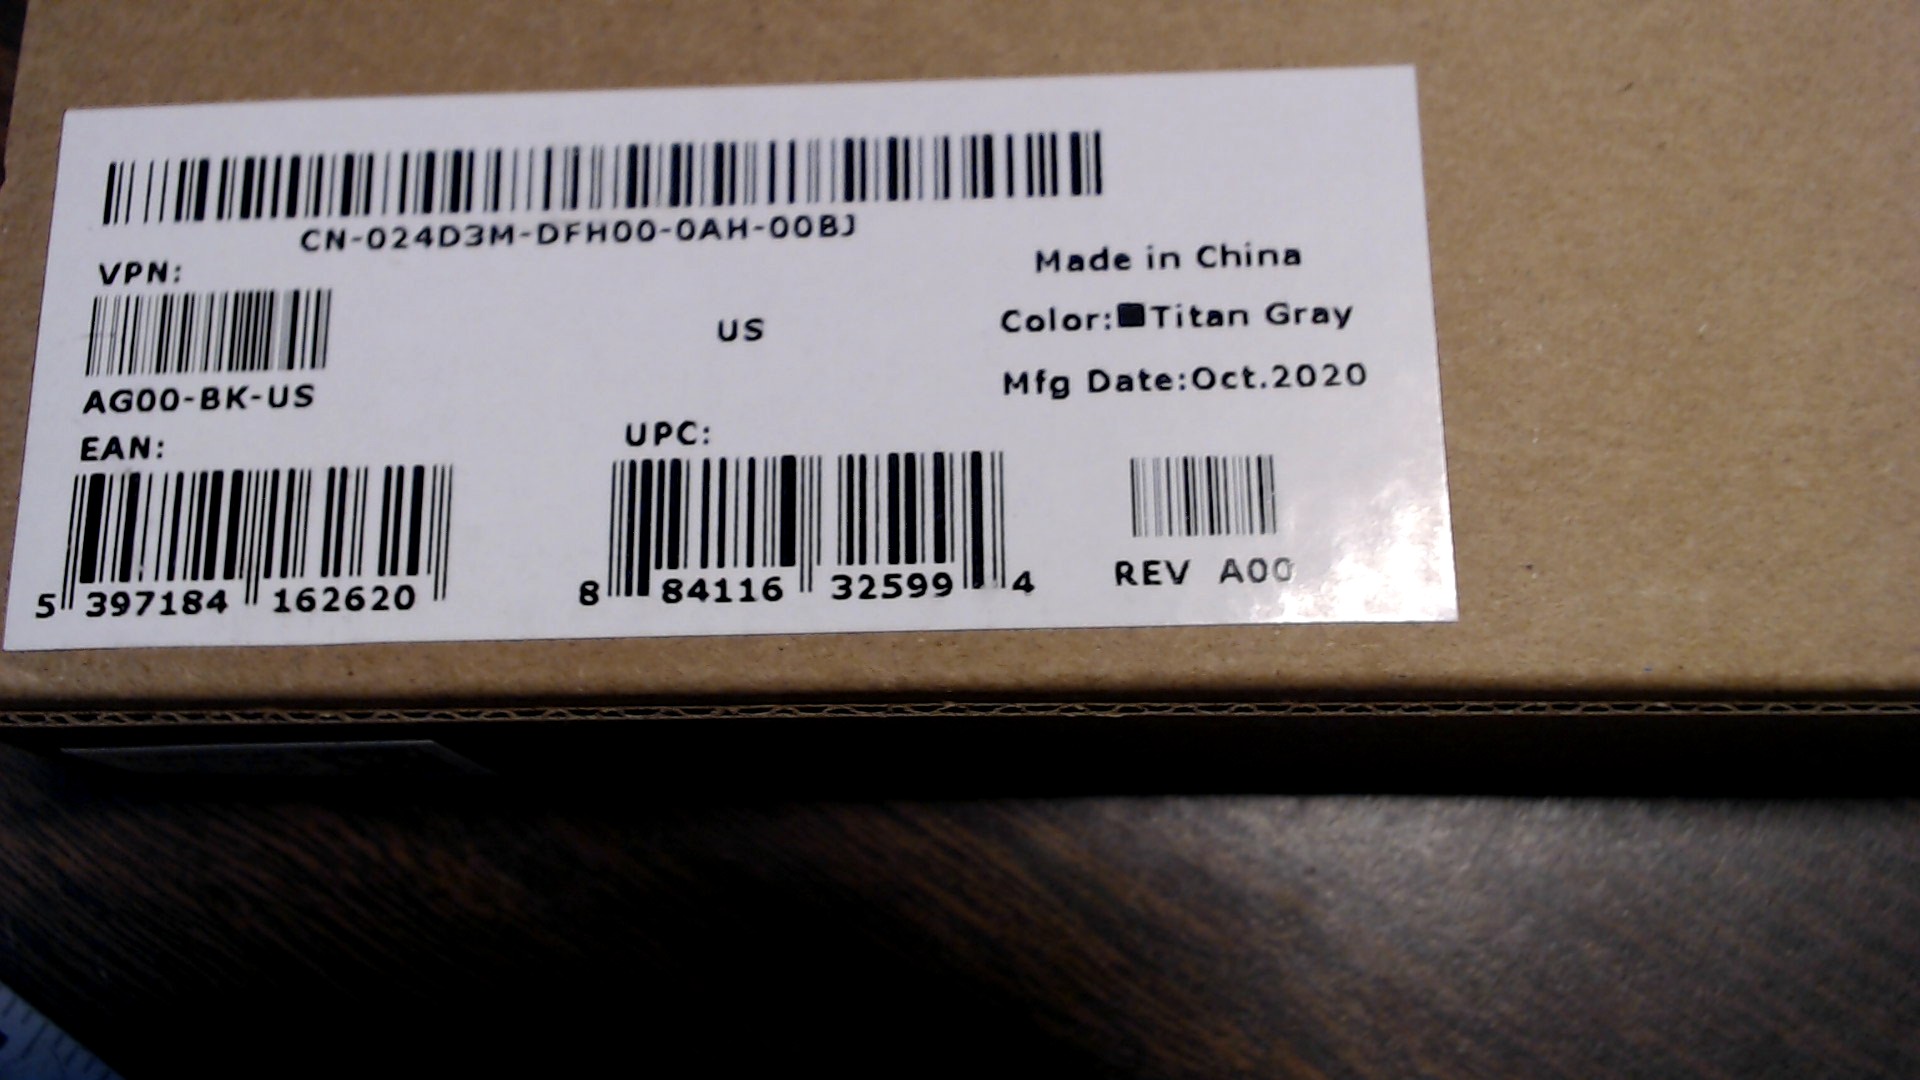 CN-024D3M-DFH00-0AH-00BJ
VPN:
AG00-BK-US
US
Made in China
Color:■Titan Gray
Mfg Date:Oct.2020
EAN:
5 397184 162620
UPC:
8 84116 32599 4
REV A00